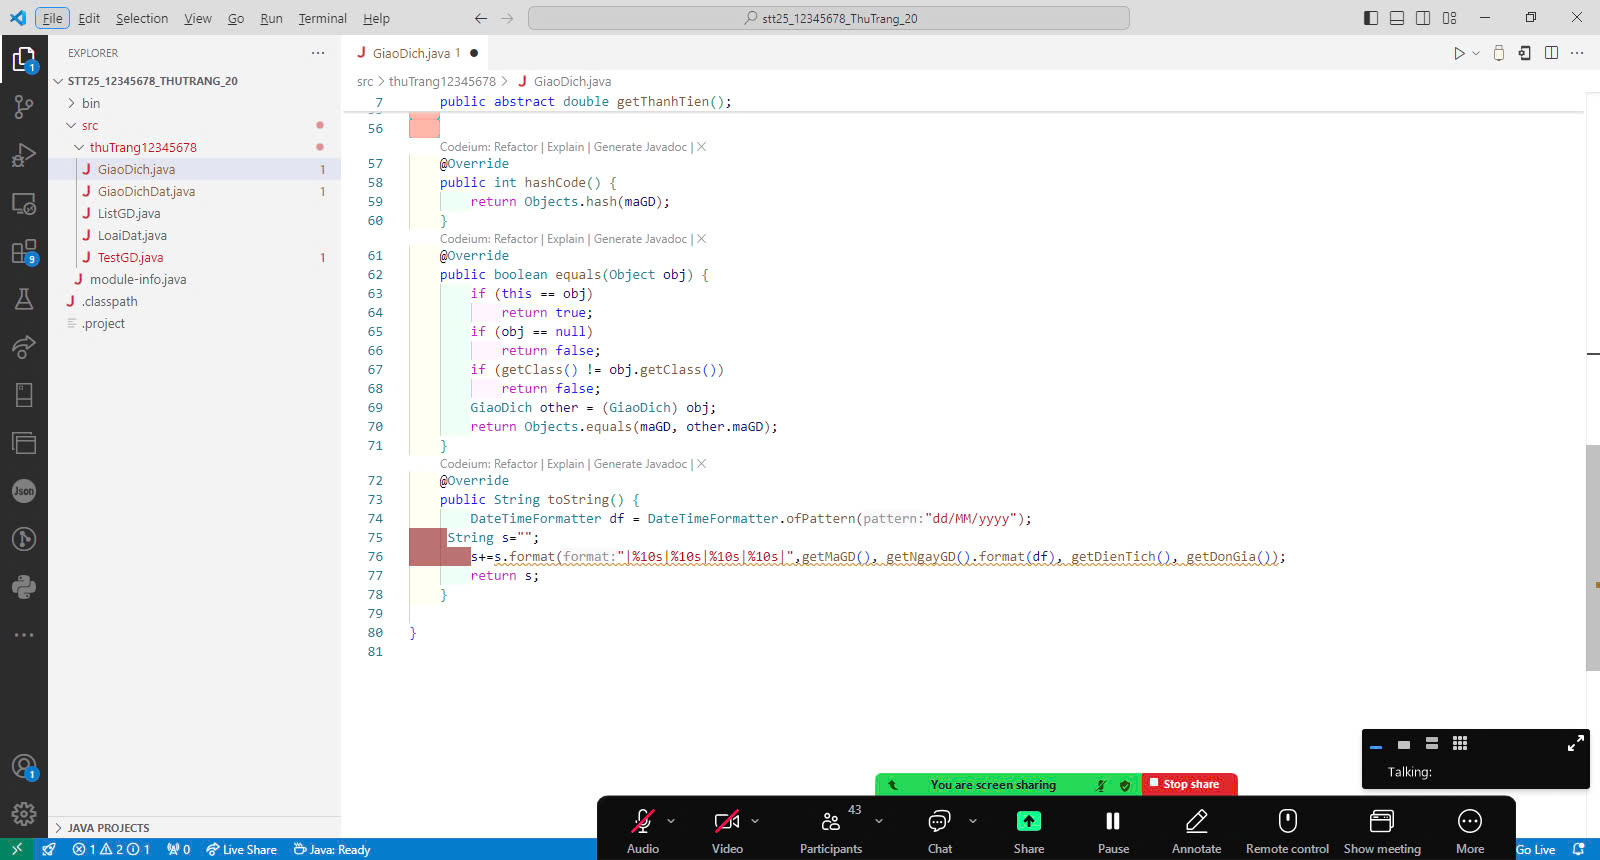 File Edit Selection View Go Run Terminal Help
stt25_12345678_ThuTrang_20
EXPLORER
STT25_12345678_THUTRANG_20
bin
src
thuTrang12345678
GiaoDich.java 1
GiaoDichDat.java 1
ListGD.java
LoaiDat.java
TestGD.java 1
module-info.java
.classpath
.project
JAVA PROJECTS
1
9
Json
1
GiaoDich.java 1
src > thuTrang12345678 > GiaoDich.java
7 public abstract double getThanhTien();
56
Codeium: Refactor | Explain | Generate Javadoc | X
57 @Override
58 public int hashCode() {
59 return Objects.hash(maGD);
60 }
Codeium: Refactor | Explain | Generate Javadoc | X
61 @Override
62 public boolean equals(Object obj) {
63 if (this == obj)
64 return true;
65 if (obj == null)
66 return false;
67 if (getClass() != obj.getClass())
68 return false;
69 GiaoDich other = (GiaoDich) obj;
70 return Objects.equals(maGD, other.maGD);
71 }
Codeium: Refactor | Explain | Generate Javadoc | X
72 @Override
73 public String toString() {
74 DateTimeFormatter df = DateTimeFormatter.ofPattern(pattern:"dd/MM/yyyy");
75 String s="";
76 s+=s.format(format:"|%10s|%10s|%10s|%10s|",getMaGD(), getNgayGD().format(df), getDienTich(), getDonGia());
77 return s;
78 }
79
80 }
81
Talking:
You are screen sharing Stop share
Audio Video Participants 43 Chat Share Pause Annotate Remote control Show meeting More
1 2 1 0 Live Share Java: Ready Go Live